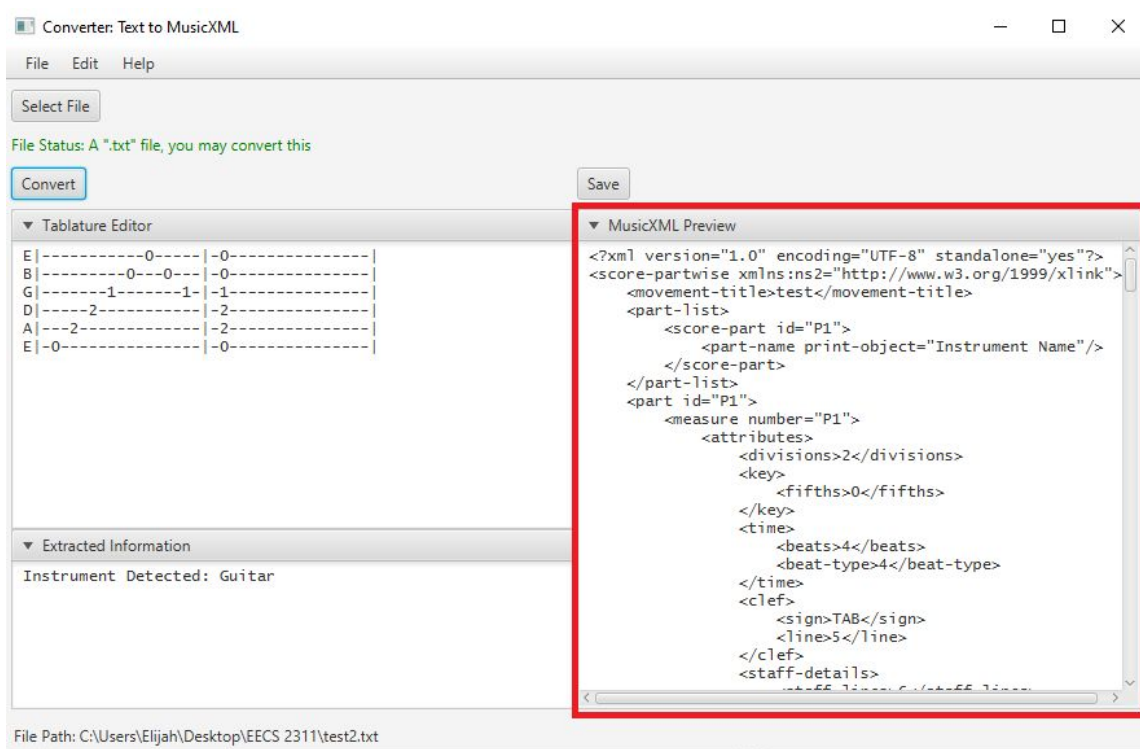 Converter: Text to MusicXML
File Edit Help
Select File
File Status: A ".txt" file, you may convert this
Convert
Save
Tablature Editor
E|-----------0-----|-0---------------|
B|---------0---0---|-0---------------|
G|-------1-------1-|-1---------------|
D|-----2-----------|-2---------------|
A|---2-------------|-2---------------|
E|-0---------------|-0---------------|
Extracted Information
Instrument Detected: Guitar
MusicXML Preview
<?xml version="1.0" encoding="UTF-8" standalone="yes"?>
<score-partwise xmlns:ns2="http://www.w3.org/1999/xlink">
    <movement-title>test</movement-title>
    <part-list>
        <score-part id="P1">
            <part-name print-object="Instrument Name"/>
        </score-part>
    </part-list>
    <part id="P1">
        <measure number="P1">
            <attributes>
                <divisions>2</divisions>
                <key>
                    <fifths>0</fifths>
                </key>
                <time>
                    <beats>4</beats>
                    <beat-type>4</beat-type>
                </time>
                <clef>
                    <sign>TAB</sign>
                    <line>5</line>
                </clef>
                <staff-details>
                    <staff-lines>6</staff-lines>
File Path: C:\Users\Elijah\Desktop\EECS 2311\test2.txt